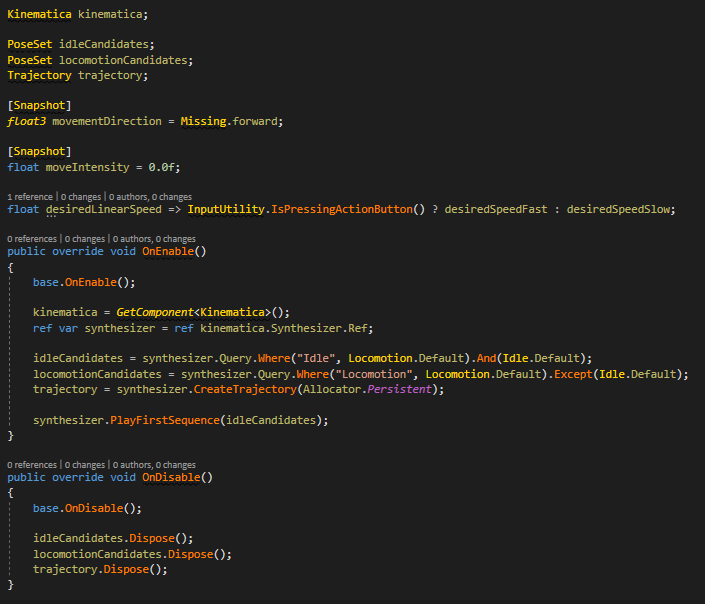 Kinematica kinematica;
PoseSet idleCandidates;
PoseSet locomotionCandidates;
Trajectory trajectory;
[Snapshot]
float3 movementDirection = Missing.forward;
[Snapshot]
float moveIntensity = 0.0f;
1 reference | 0 changes | 0 authors, 0 changes
float desiredLinearSpeed => InputUtility.IsPressingActionButton() ? desiredSpeedFast : desiredSpeedSlow;
0 references | 0 changes | 0 authors, 0 changes
public override void OnEnable()
{
base.OnEnable();
kinematica = GetComponent<Kinematica>();
ref var synthesizer = ref kinematica.Synthesizer.Ref;
idleCandidates = synthesizer.Query.Where("Idle", Locomotion.Default).And(Idle.Default);
locomotionCandidates = synthesizer.Query.Where("Locomotion", Locomotion.Default).Except(Idle.Default);
trajectory = synthesizer.CreateTrajectory(Allocator.Persistent);
synthesizer.PlayFirstSequence(idleCandidates);
}
0 references | 0 changes | 0 authors, 0 changes
public override void OnDisable()
{
base.OnDisable();
idleCandidates.Dispose();
locomotionCandidates.Dispose();
trajectory.Dispose();
}